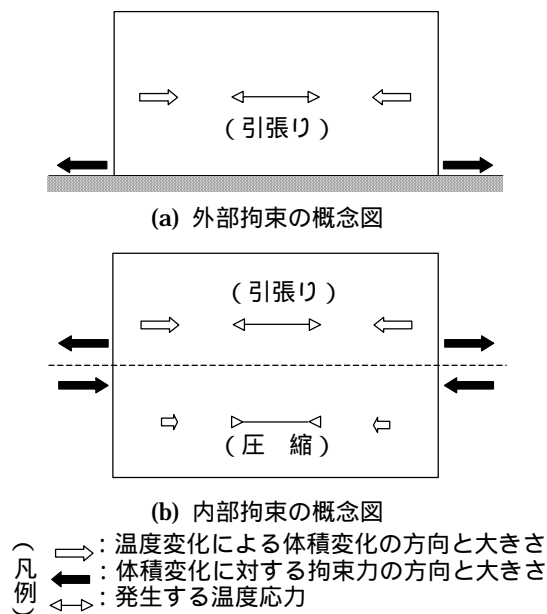 (引張り)
(a) 外部拘束の概念図
(引張り)
(圧 縮)
(b) 内部拘束の概念図
(凡例)
:温度変化による体積変化の方向と大きさ
:体積変化に対する拘束力の方向と大きさ
:発生する温度応力